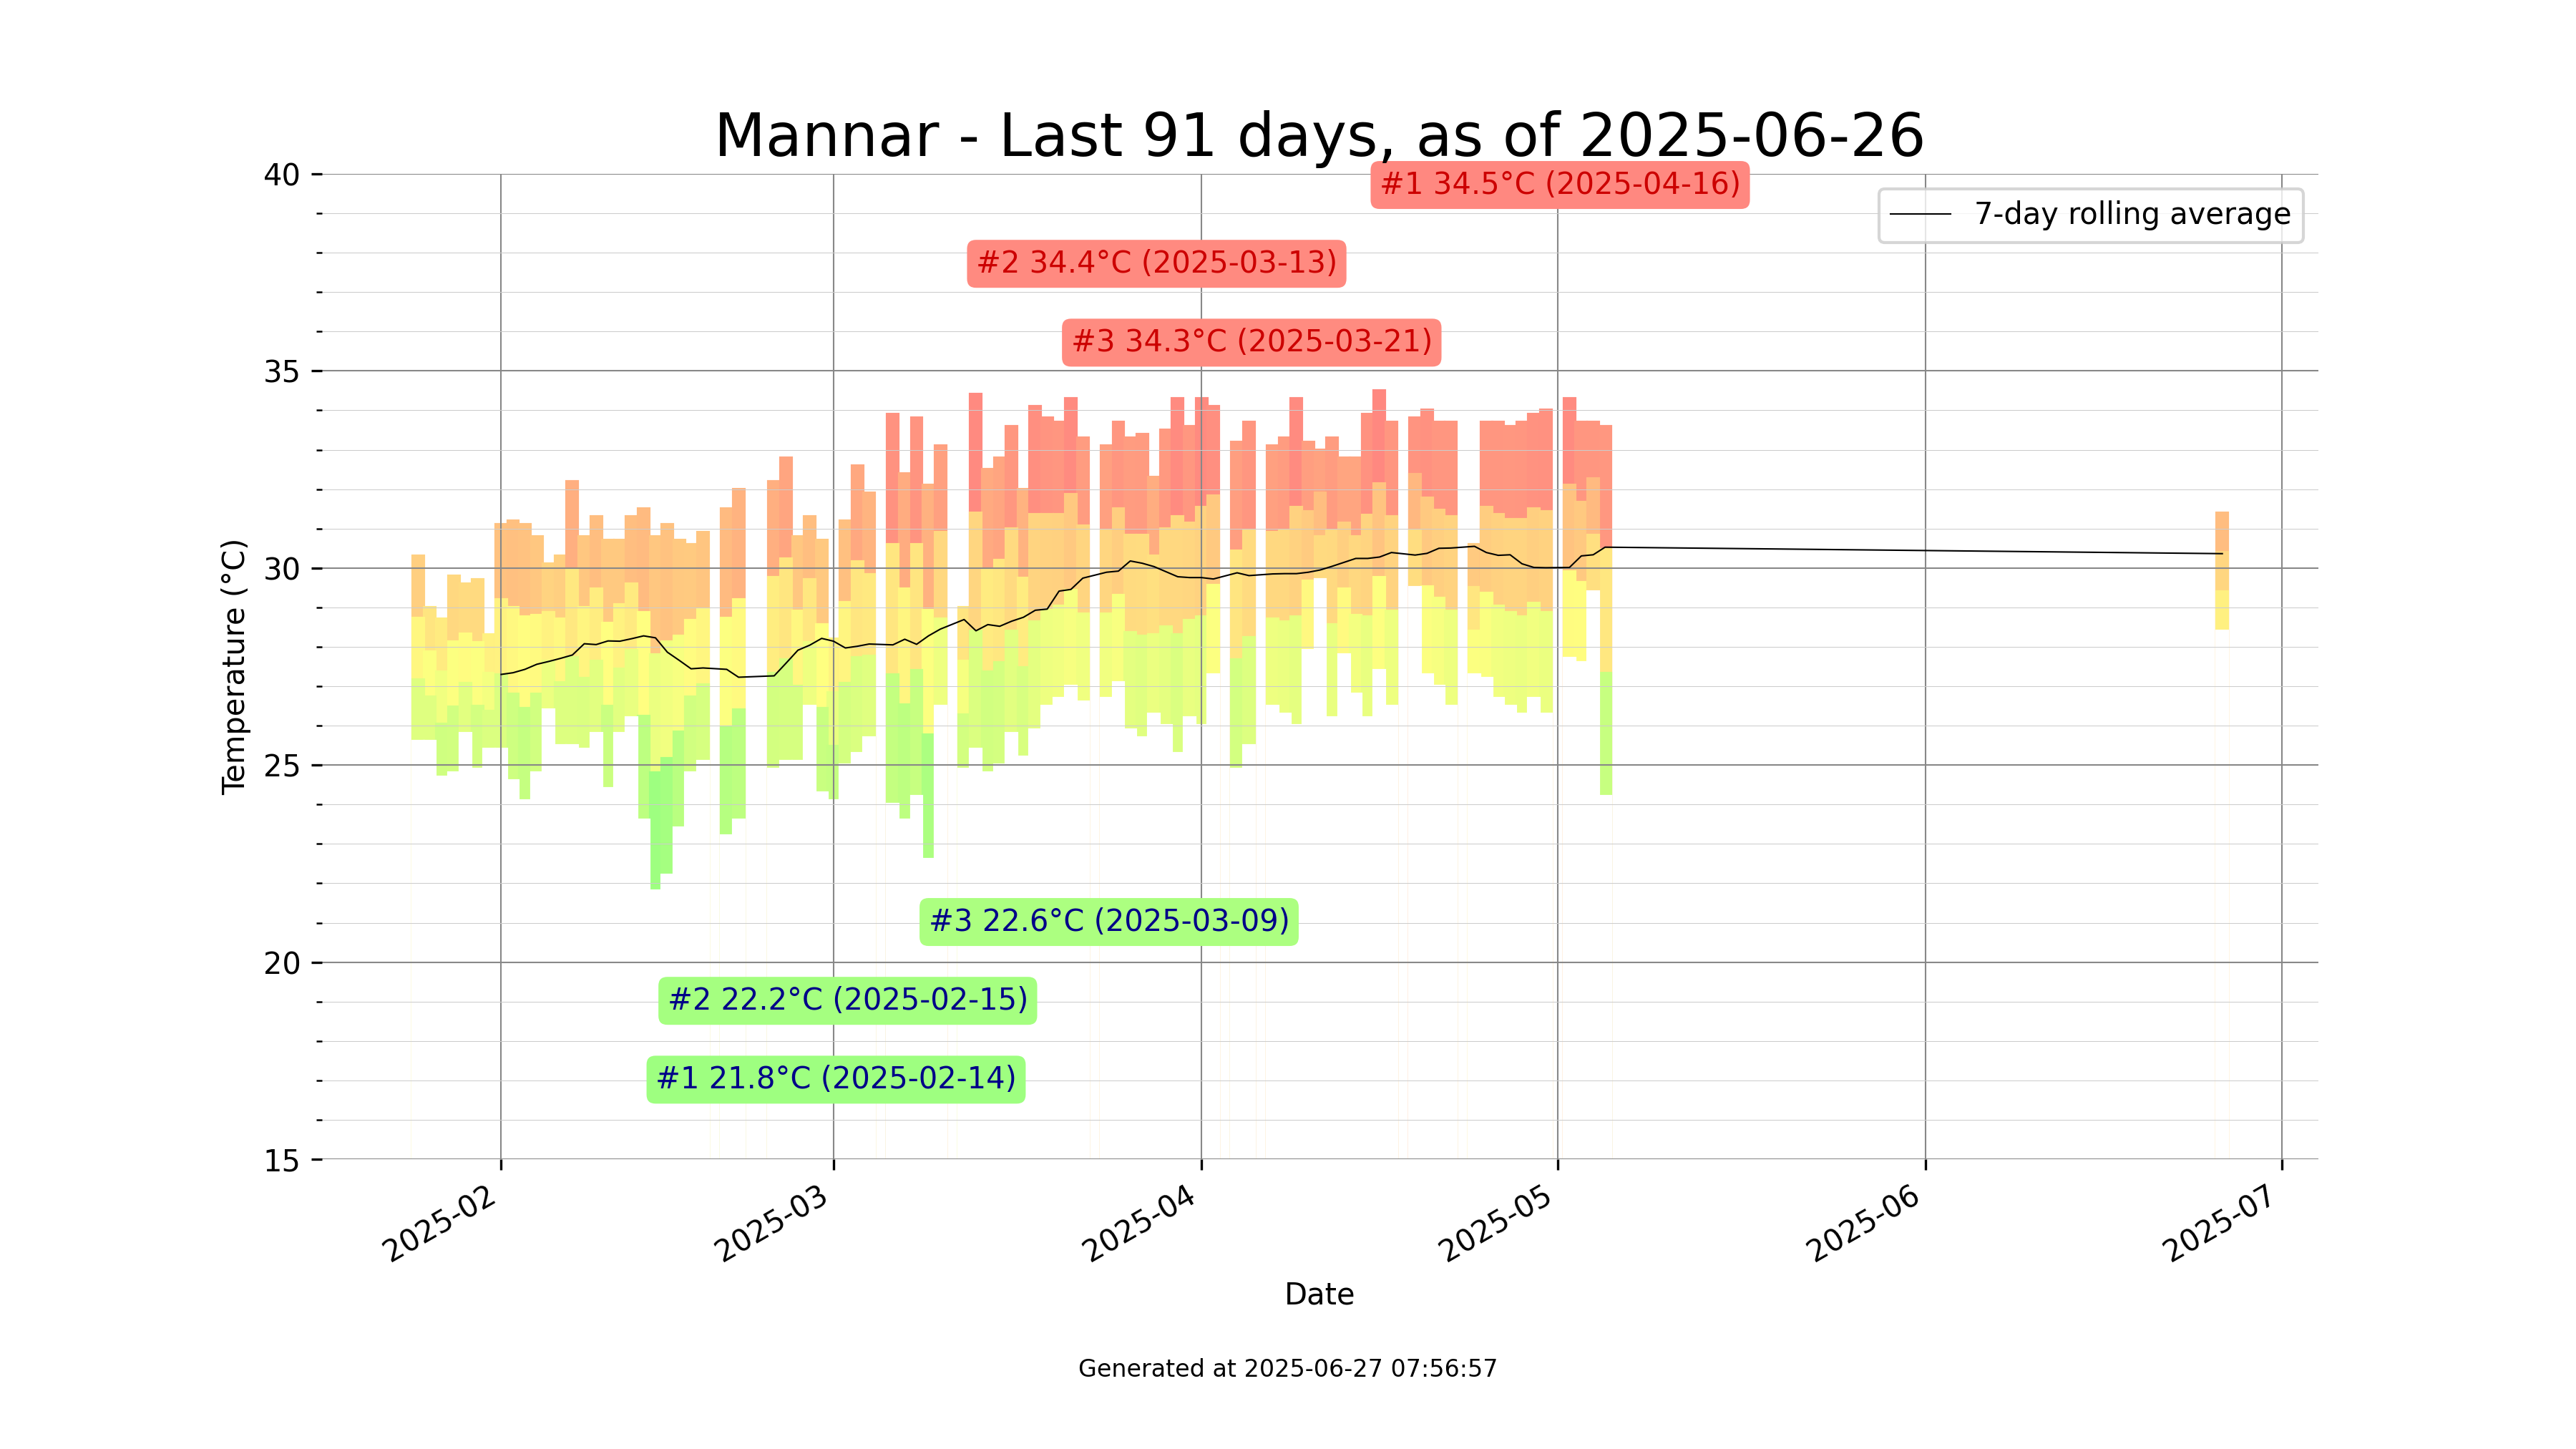 Mannar - Last 91 days, as of 2025-06-26
#1 34.5°C (2025-04-16)
7-day rolling average
#2 34.4°C (2025-03-13)
#3 34.3°C (2025-03-21)
40
35
30
25
20
15
Temperature (°C)
#3 22.6°C (2025-03-09)
#2 22.2°C (2025-02-15)
#1 21.8°C (2025-02-14)
2025-02
2025-03
2025-04
2025-05
2025-06
2025-07
Date
Generated at 2025-06-27 07:56:57